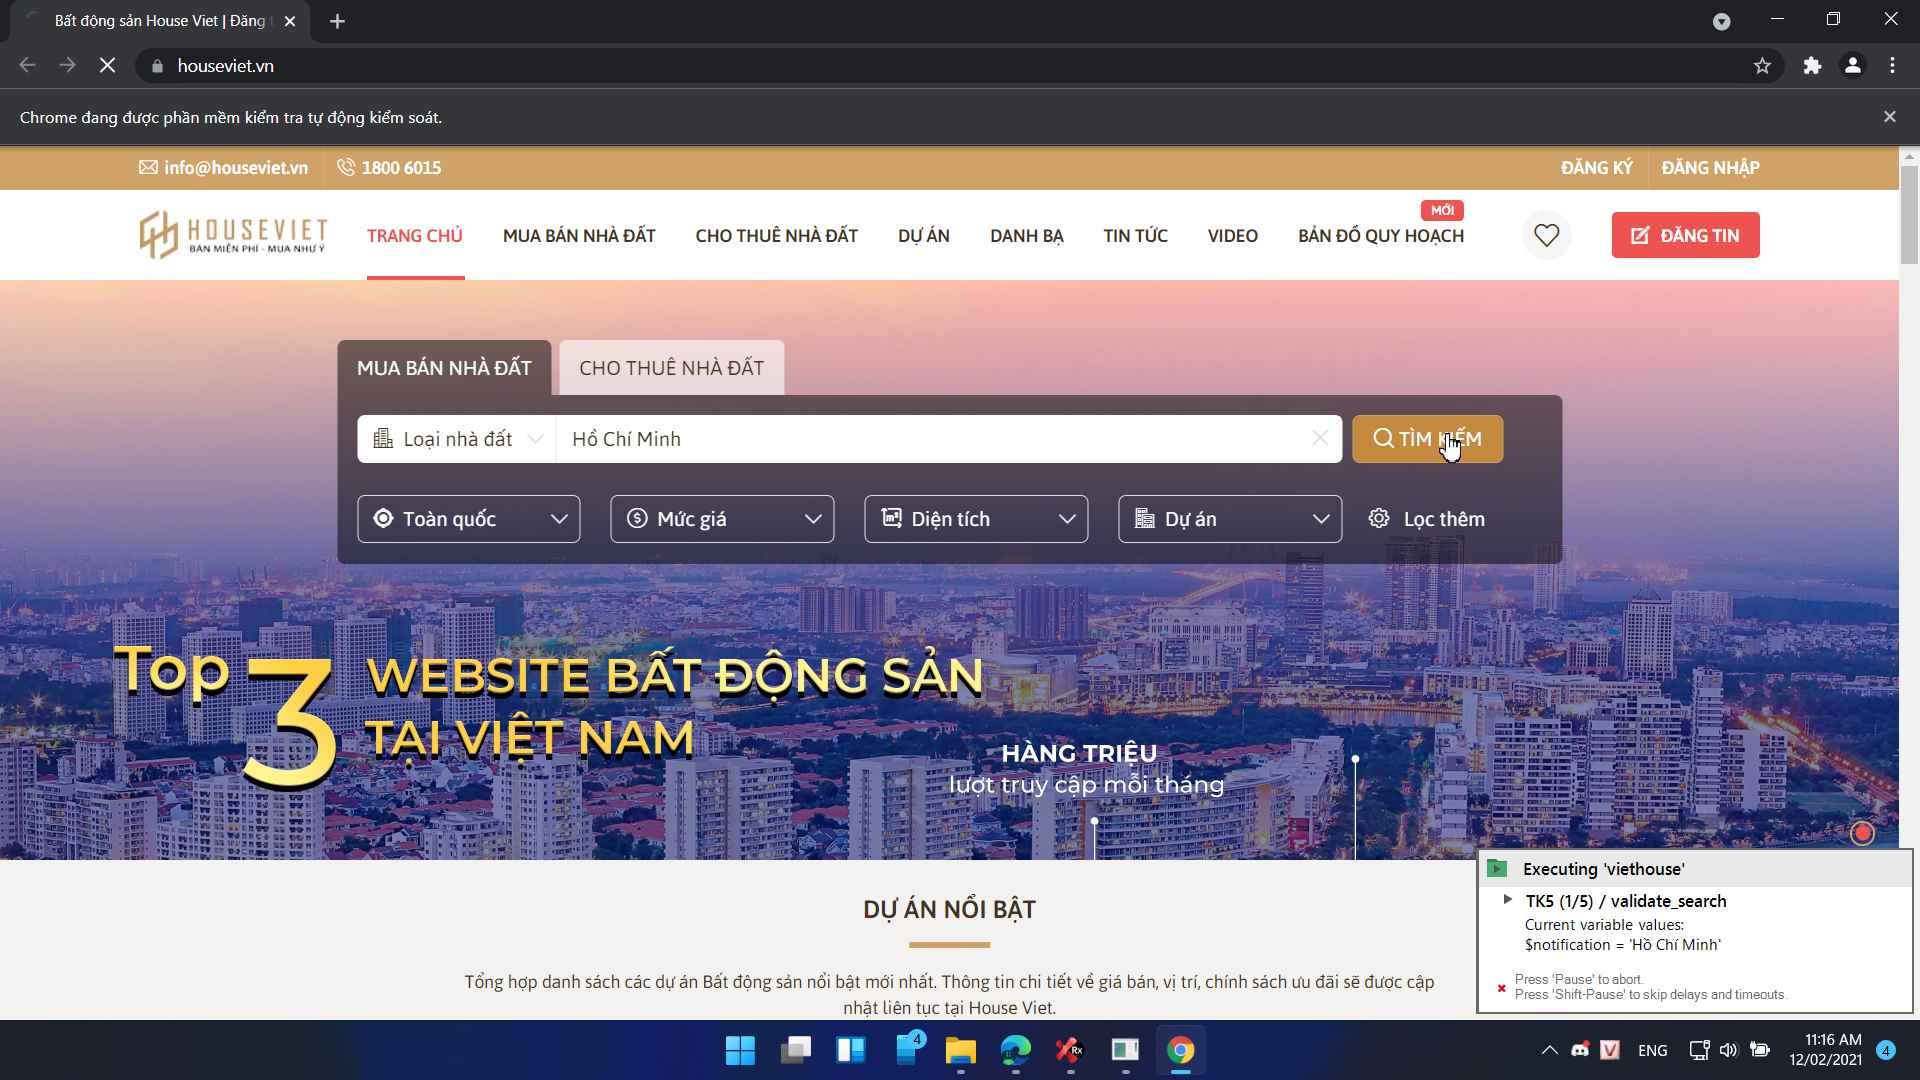 Bất động sản House Viet | Đăng
houseviet.vn
Chrome đang được phần mềm kiểm tra tự động kiểm soát.
info@houseviet.vn
1800 6015
ĐĂNG KÝ
ĐĂNG NHẬP
HOUSEVIET
BÁN MIỄN PHÍ - MUA NHƯ Ý
TRANG CHỦ
MUA BÁN NHÀ ĐẤT
CHO THUÊ NHÀ ĐẤT
DỰ ÁN
DANH BẠ
TIN TỨC
VIDEO
MỚI
BẢN ĐỒ QUY HOẠCH
ĐĂNG TIN
MUA BÁN NHÀ ĐẤT
CHO THUÊ NHÀ ĐẤT
Loại nhà đất
Hồ Chí Minh
TÌM KIẾM
Toàn quốc
Mức giá
Diện tích
Dự án
Lọc thêm
Top 3 WEBSITE BẤT ĐỘNG SẢN
TẠI VIỆT NAM
HÀNG TRIỆU
lượt truy cập mỗi tháng
DỰ ÁN NỔI BẬT
Tổng hợp danh sách các dự án Bất động sản nổi bật mới nhất. Thông tin chi tiết về giá bán, vị trí, chính sách ưu đãi sẽ được cập
nhật liên tục tại House Viet.
Executing 'viethouse'
TK5 (1/5) / validate_search
Current variable values:
$notification = 'Hồ Chí Minh'
Press 'Pause' to abort.
Press 'Shift-Pause' to skip delays and timeouts.
4
Rx
V
ENG
11:16 AM
12/02/2021
4